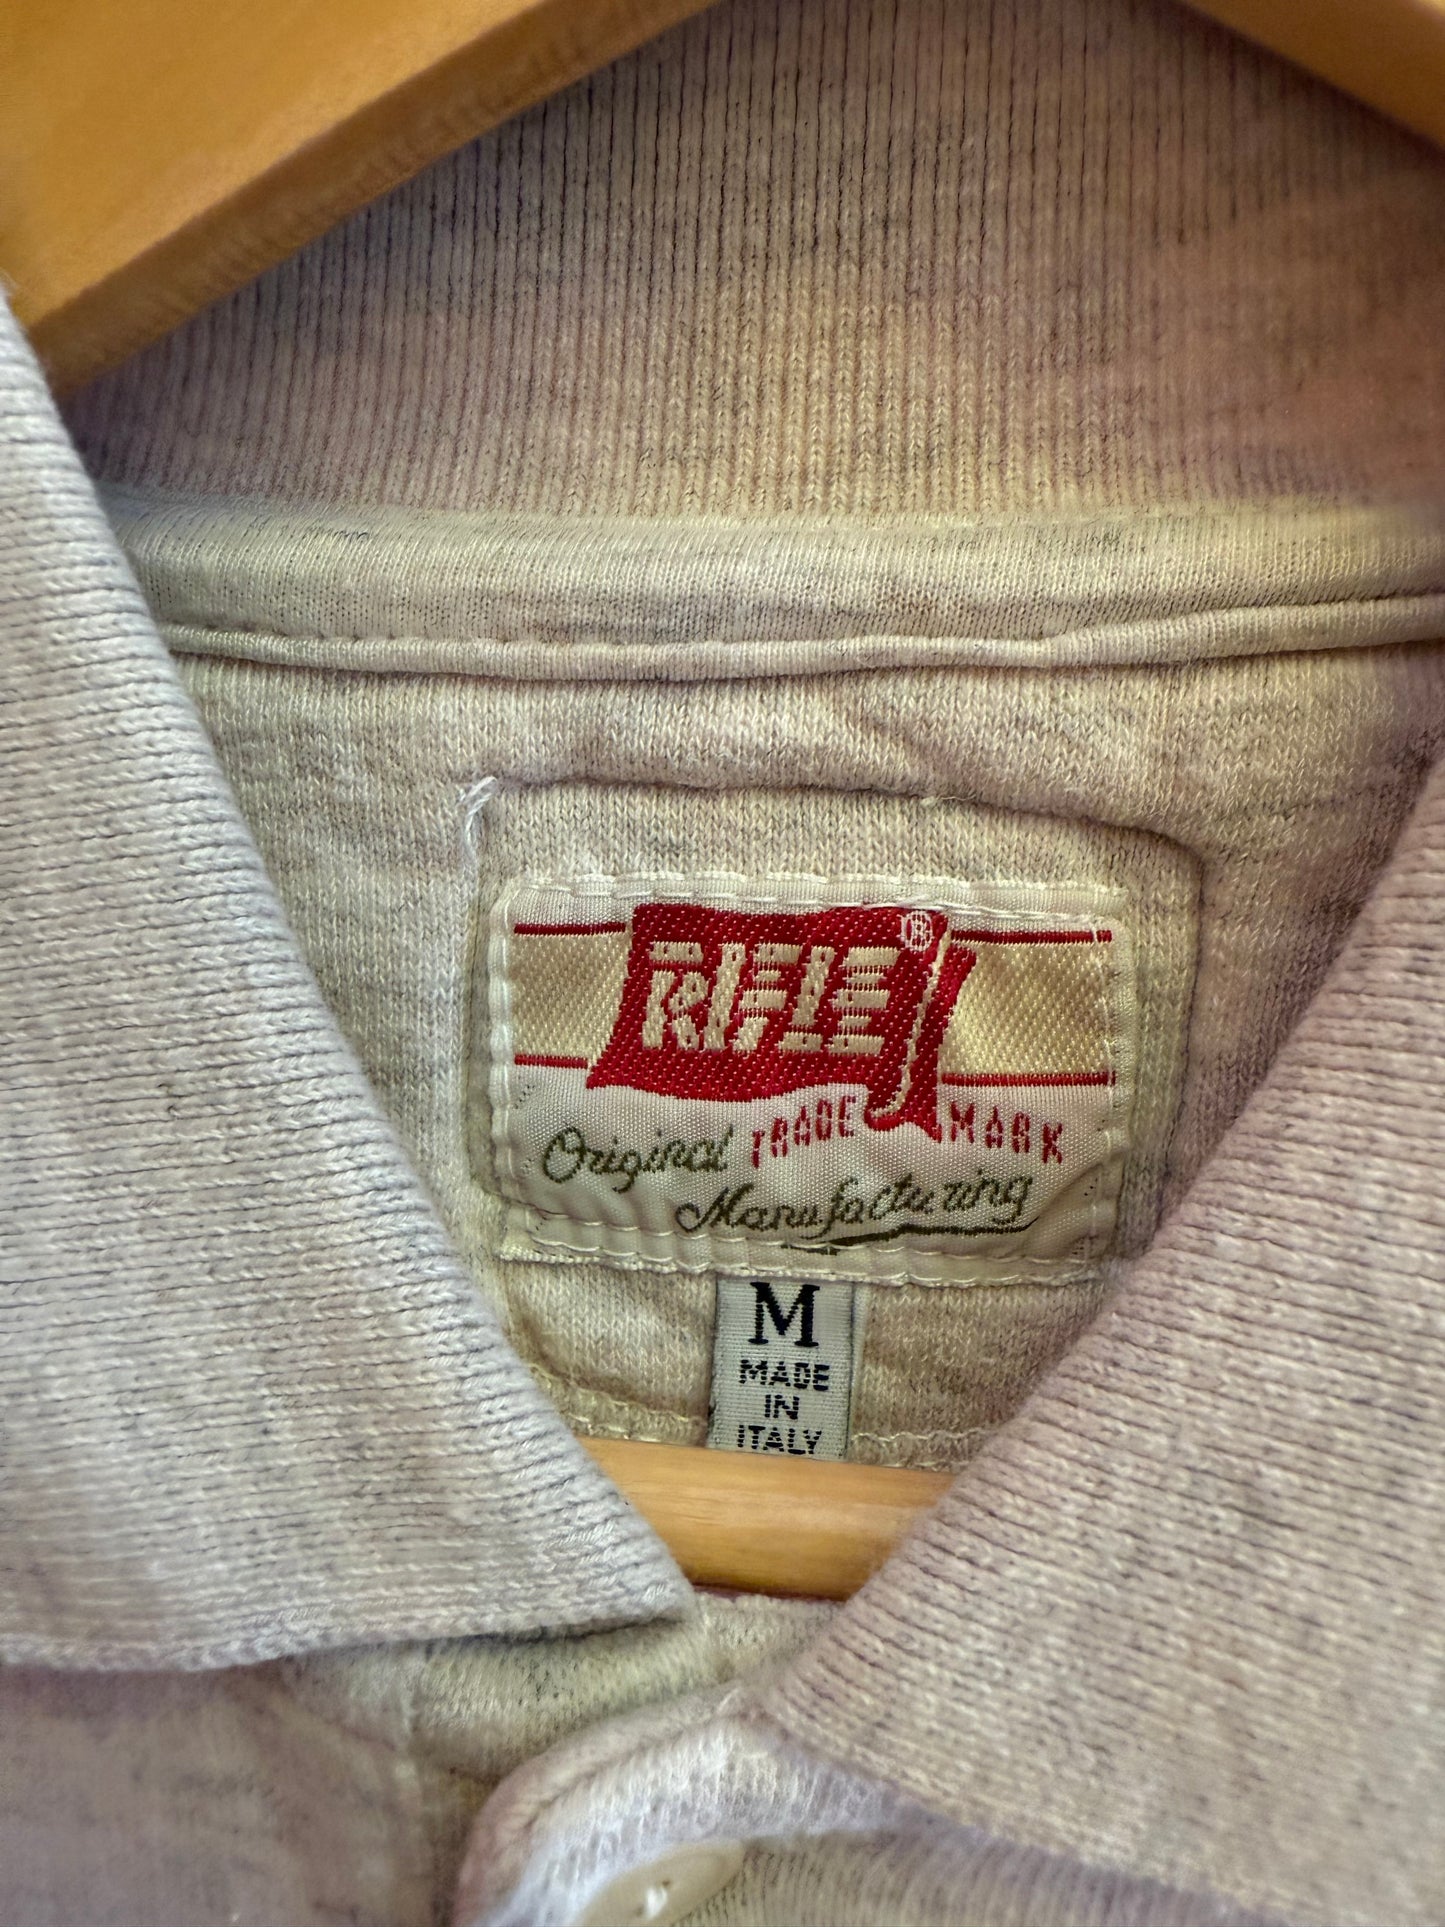 RIFLE ®
TRADE MARK
Original
Manufacturing
M
MADE
IN
ITALY